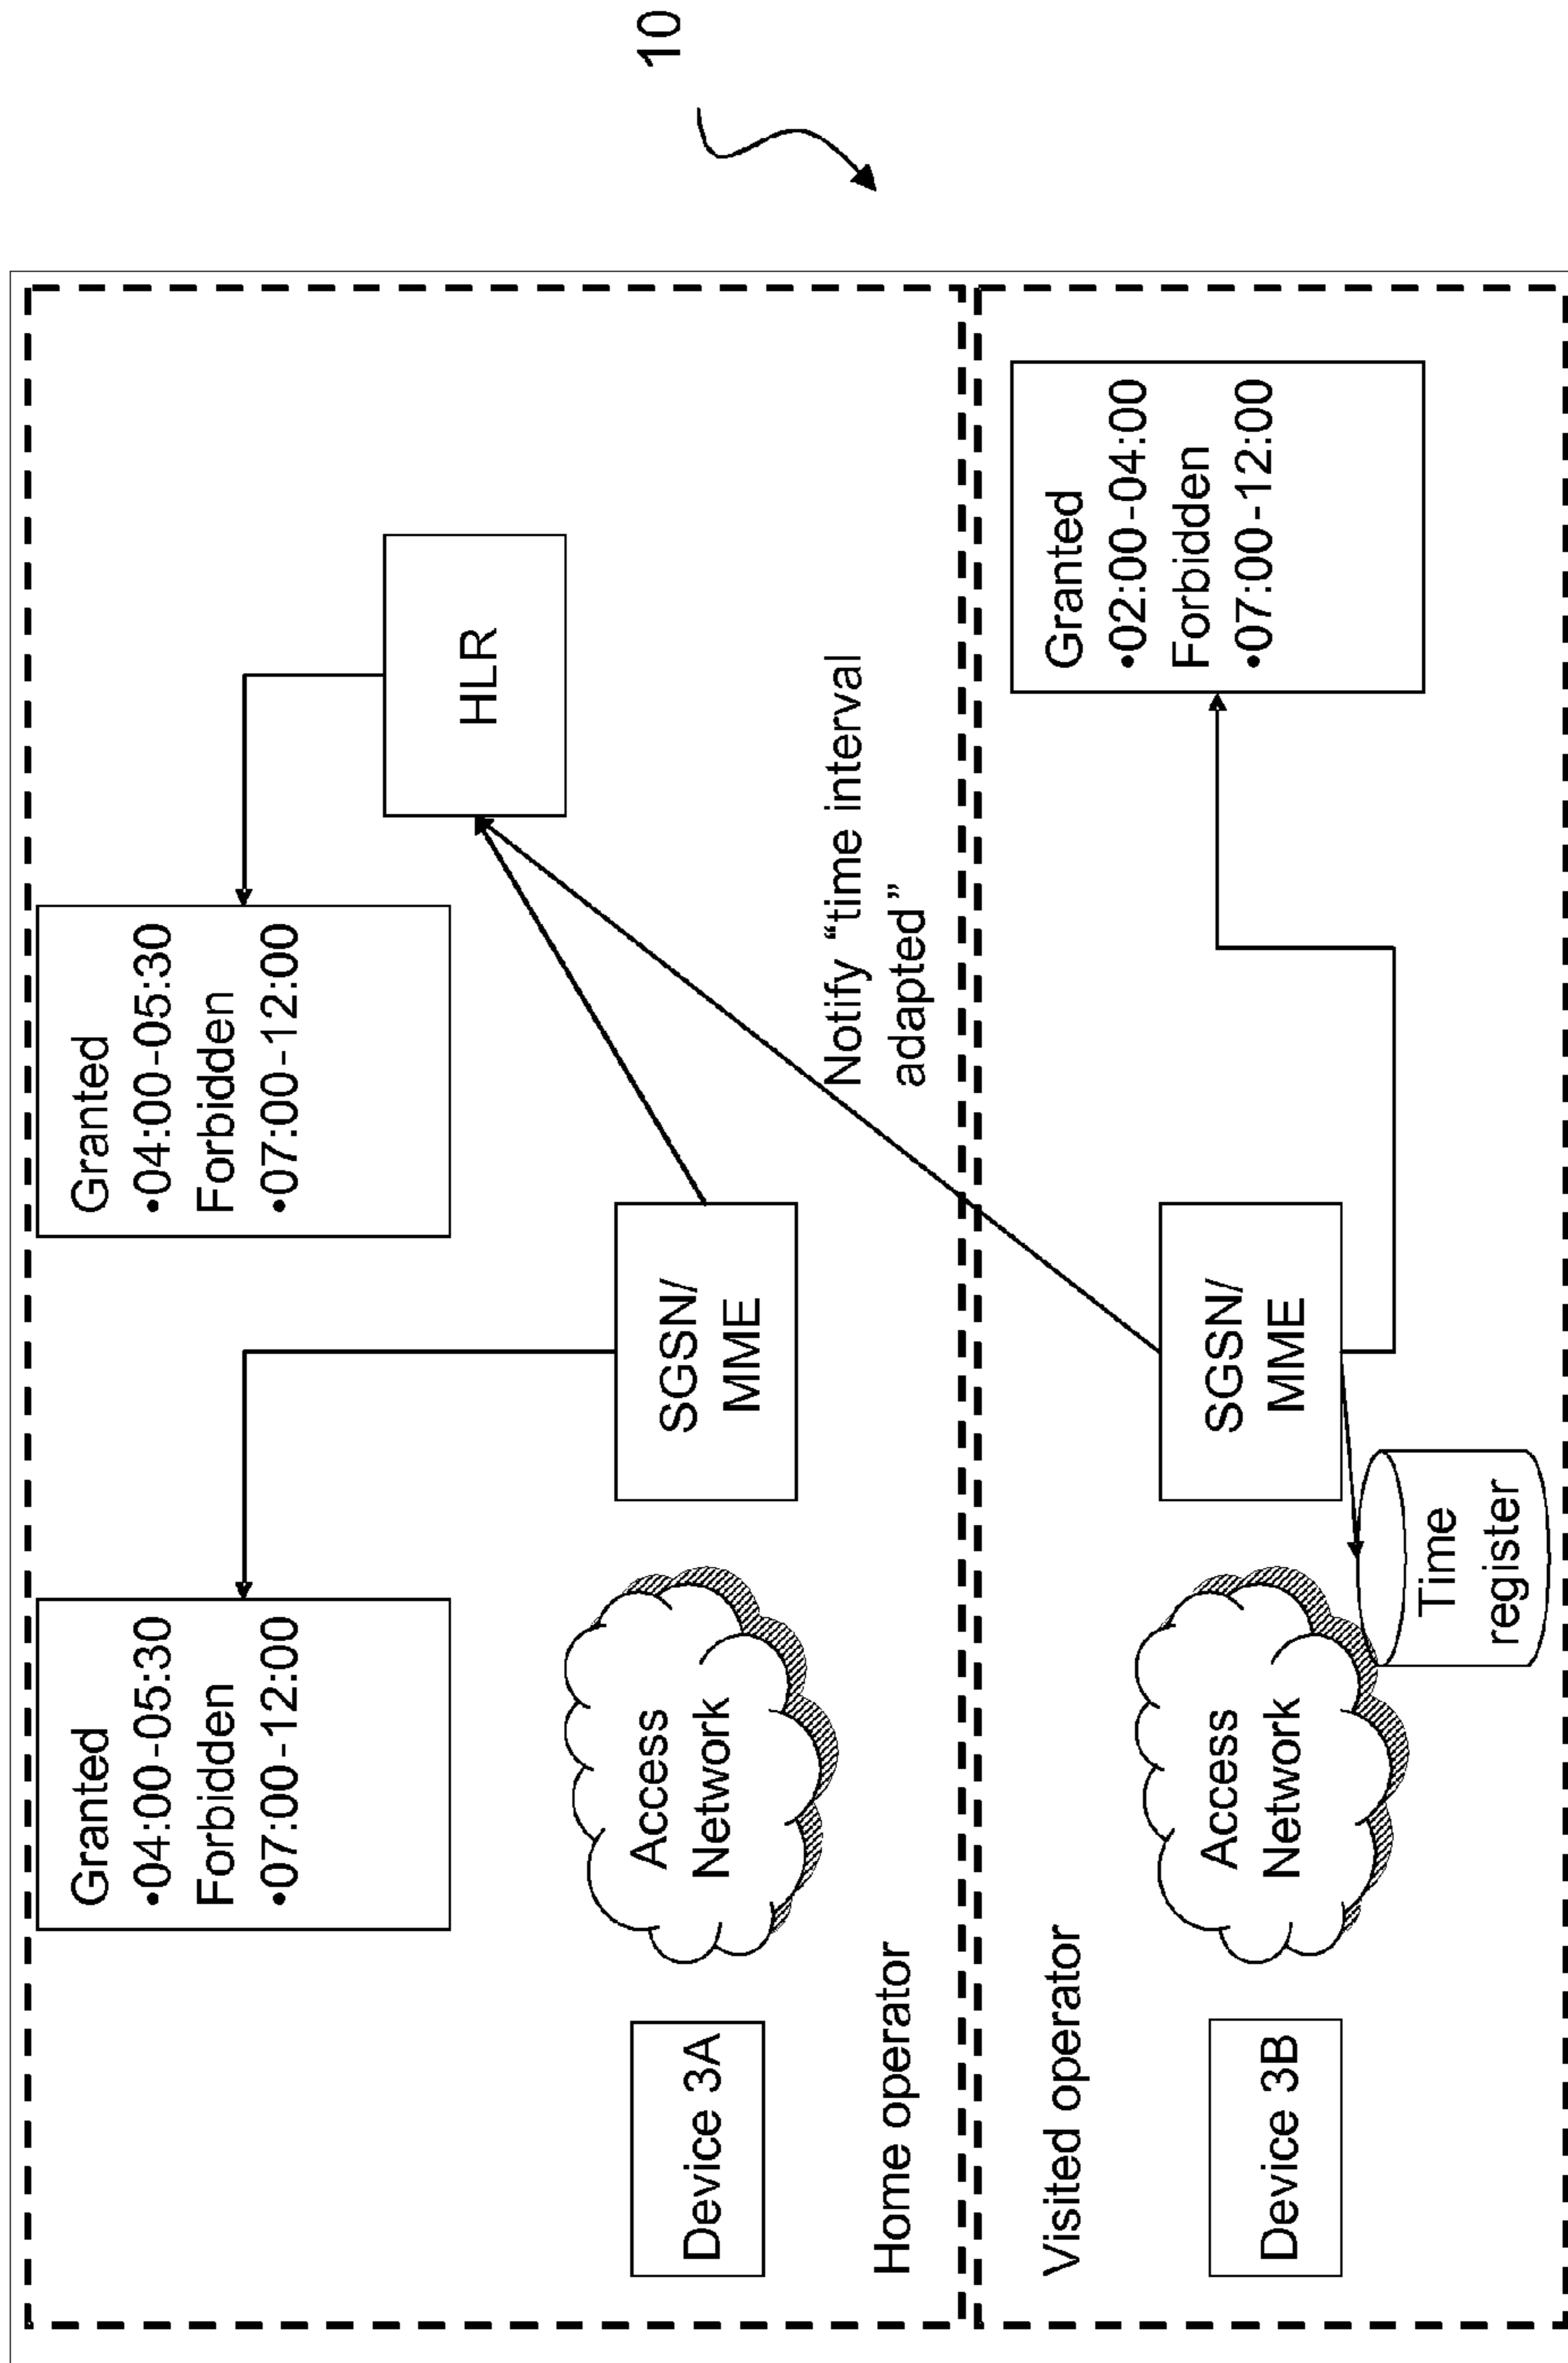 10
Granted
•04:00-05:30
Forbidden
•07:00-12:00
Granted
•04:00-05:30
Forbidden
•07:00-12:00
HLR
Device 3A
Access
Network
SGSN/
MME
Notify “time interval
adapted”
Home operator
Visited operator
Granted
•02:00-04:00
Forbidden
•07:00-12:00
Device 3B
Access
Network
SGSN/
MME
Time
register